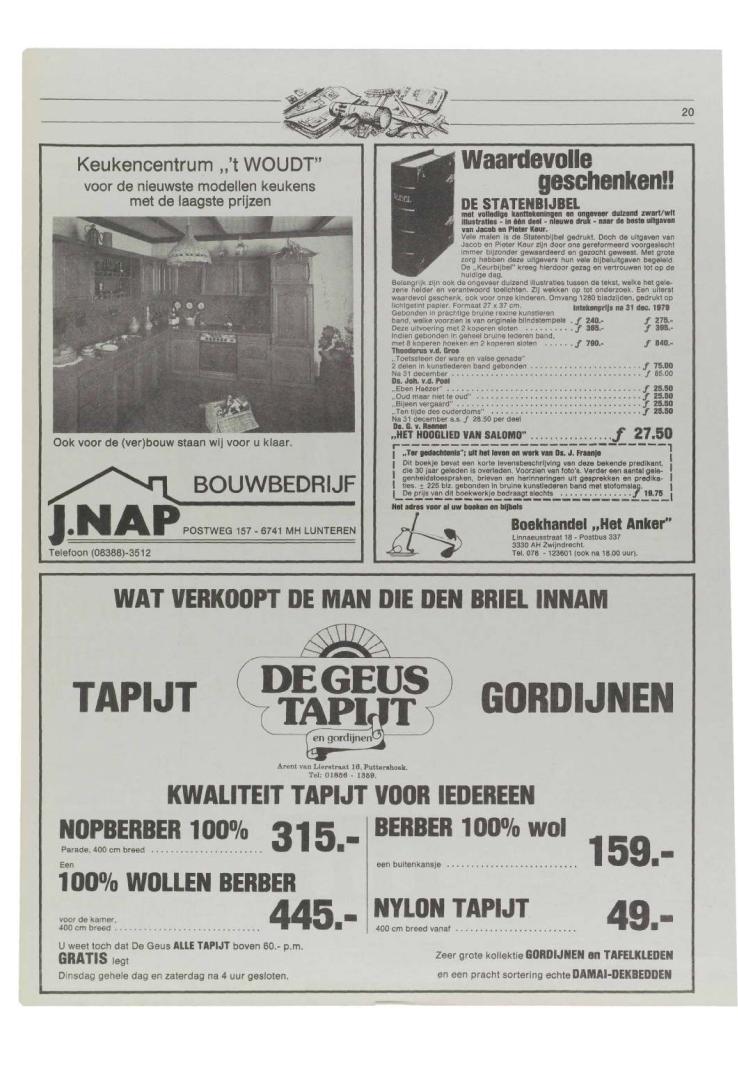 20
Keukencentrum ,,'t WOUDT"
voor de nieuwste modellen keukens
met de laagste prijzen
Ook voor de (ver)bouw staan wij voor u klaar.
BOUWBEDRIJF
J.NAP
POSTWEG 157 - 6741 MH LUNTEREN
Telefoon (08388)-3512
Waardevolle
geschenken!!
DE STATENBIJBEL
met volledige kanttekeningen en ongeveer duizend zwart/wit
illustraties - in één deel - nieuwe druk - naar de beste uitgaven
van Jacob en Pieter Keur.
Vele malen is de Statenbijbel gedrukt. Doch de uitgaven van
Jacob en Pieter Keur zijn door ons gereformeerd voorgeslacht
immer bijzonder gewaardeerd en gezocht geweest. Met grote
zorg hebben deze uitgevers hun vele bijbeluitgaven begeleid.
De ,,Keurbijbel" kreeg hierdoor gezag en vertrouwen tot op de
huidige dag.
Belangrijk zijn ook de ongeveer duizend illustraties tussen de tekst, welke het gele-
zene helder en verantwoord toelichten. Zij wekken op tot onderzoek. Een uiterst
waardevol geschenk, ook voor onze kinderen. Omvang 1280 bladzijden, gedrukt op
lichtgetint papier. Formaat 27 x 37 cm. Intekenprijs na 31 dec. 1979
Gebonden in prachtige bruine rexine kunstleren
band, welke voorzien is van originele blindstempels . ƒ 240.- ƒ 275.-
Deze uitvoering met 2 koperen sloten . . . . . . . . . . ƒ 365.- ƒ 395.-
Indien gebonden in geheel bruine lederen band,
met 8 koperen hoeken en 2 koperen sloten . . . . . . ƒ 790.- ƒ 840.-
Theodorus v.d. Groe
,,Toetssteen der ware en valse genade"
2 delen in kunstlederen band gebonden . . . . . . . . . . ƒ 75.00
Na 31 december . . . . . . . . . . ƒ 85.00
Ds. Joh. v.d. Poel
,,Eben Haëzer" . . . . . . . . . . ƒ 25.50
,,Oud maar niet te oud" . . . . . . . . . . ƒ 25.50
,,Bijeen vergaard" . . . . . . . . . . ƒ 25.50
,,Ten tijde des ouderdoms" . . . . . . . . . . ƒ 25.50
Na 31 december a.s. ƒ 28.50 per deel
Ds. G. v. Reenen
,,HET HOOGLIED VAN SALOMO" . . . . . . . . . . ƒ 27.50
,,Ter gedachtenis"; uit het leven en werk van Ds. J. Fraanje
Dit boekje bevat een korte levensbeschrijving van deze bekende predikant,
die 30 jaar geleden is overleden. Voorzien van foto's. Verder een aantal gele-
genheidstoespraken, brieven en herinneringen uit gesprekken en predika-
ties. ± 225 blz. gebonden in bruine kunstlederen band met stofomslag.
De prijs van dit boekwerkje bedraagt slechts . . . . . . . . . . ƒ 19.75
Het adres voor al uw boeken en bijbels
Boekhandel ,,Het Anker"
Linnaeusstraat 18 - Postbus 337
3330 AH Zwijndrecht.
Tel. 078 - 123601 (ook na 18.00 uur).
WAT VERKOOPT DE MAN DIE DEN BRIEL INNAM
TAPIJT
DE GEUS
TAPIJT
en gordijnen
GORDIJNEN
Arent van Lierstraat 16, Puttershoek.
Tel: 01856 - 1359.
KWALITEIT TAPIJT VOOR IEDEREEN
NOPBERBER 100%
Parade, 400 cm breed . . . . . . . . . . 315.-
Een
100% WOLLEN BERBER
voor de kamer,
400 cm breed . . . . . . . . . . 445.-
BERBER 100% wol
een buitenkansje . . . . . . . . . . 159.-
NYLON TAPIJT
400 cm breed vanaf . . . . . . . . . . 49.-
U weet toch dat De Geus ALLE TAPIJT boven 60.- p.m.
GRATIS legt
Dinsdag gehele dag en zaterdag na 4 uur gesloten.
Zeer grote kollektie GORDIJNEN en TAFELKLEDEN
en een pracht sortering echte DAMAI-DEKBEDDEN